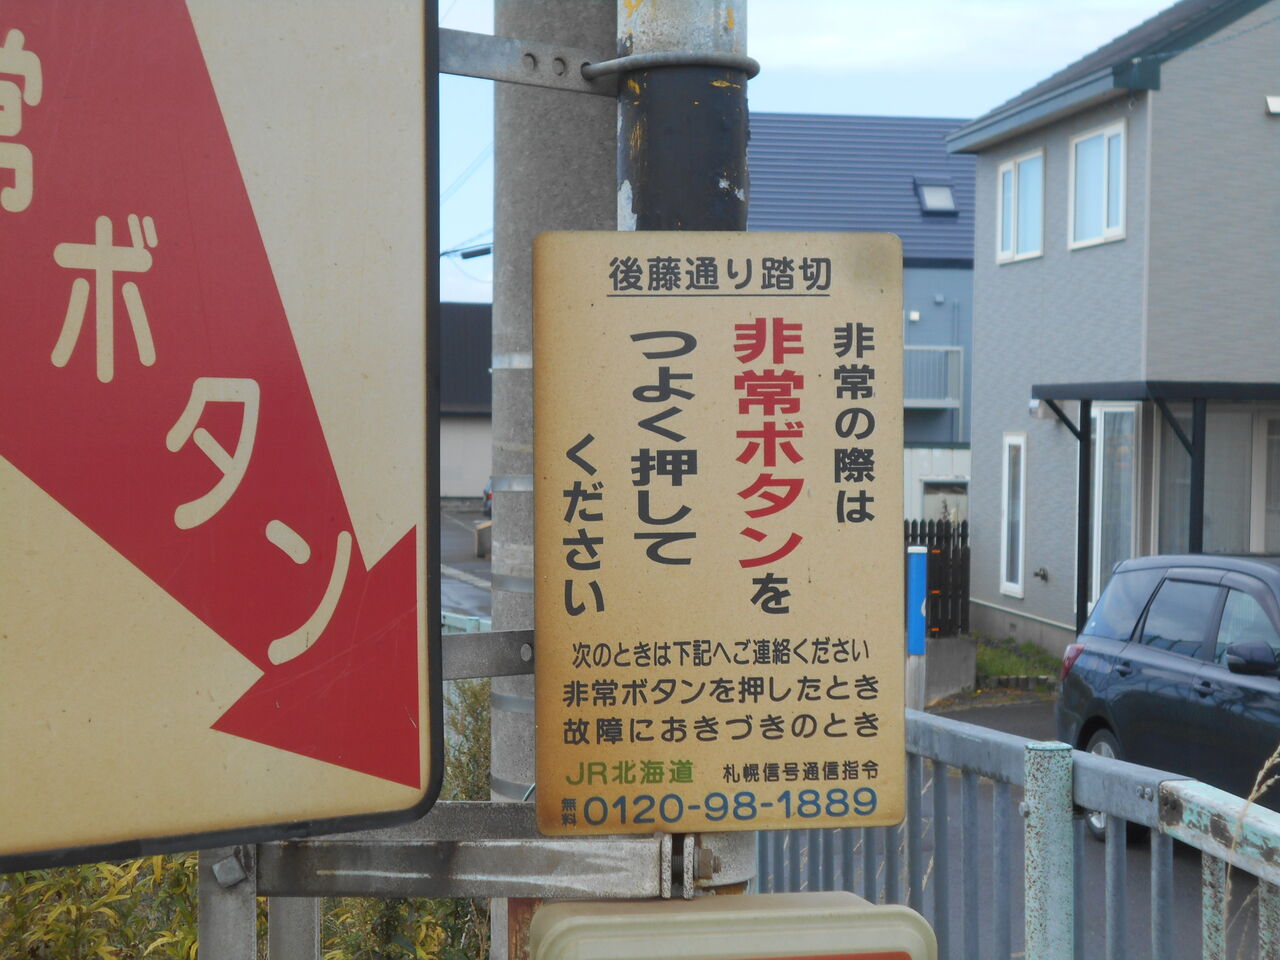 常ボタン
後藤通り踏切
非常の際は
非常ボタンを
つよく押して
ください
次のときは下記へご連絡ください
非常ボタンを押したとき
故障におきづきのとき
JR北海道 札幌信号通信指令
無料 0120-98-1889